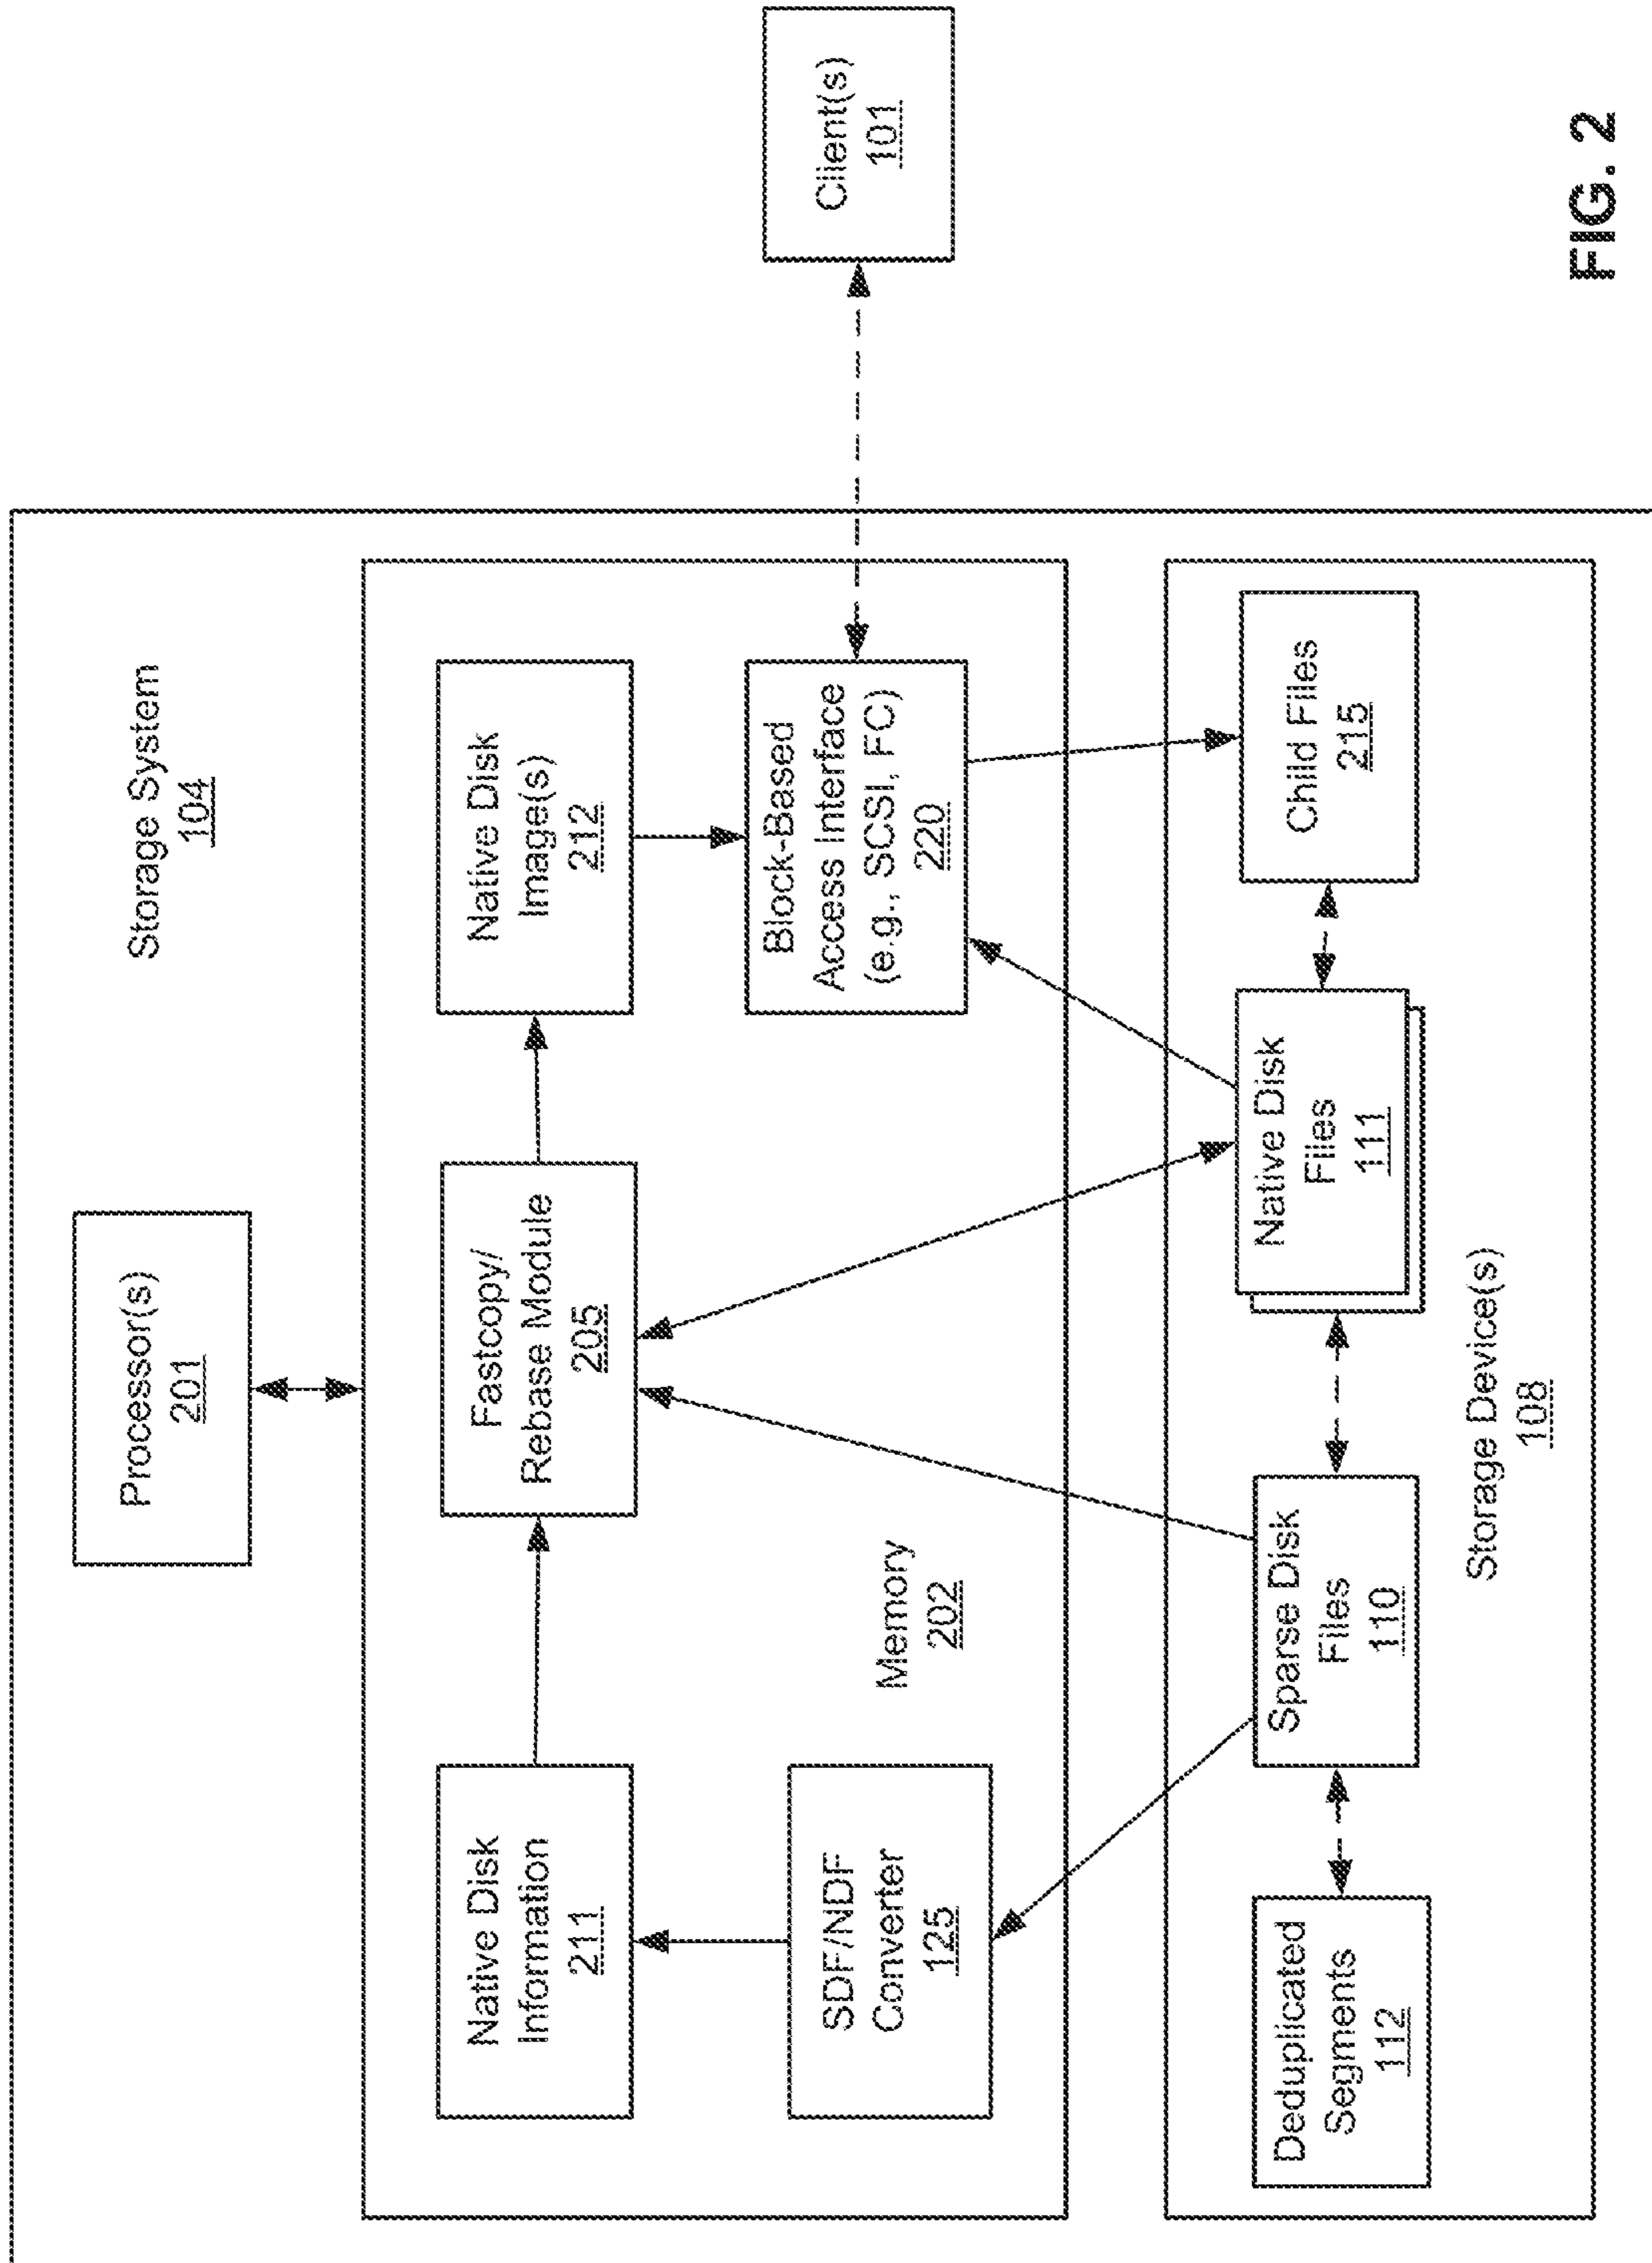 Storage System
104
Processor(s)
201
Native Disk
Information
211
Fastcopy/
Rebase Module
205
Native Disk
Image(s)
212
SDF/NDF
Converter
125
Memory
202
Block-Based
Access Interface
(e.g., SCSI, FC)
220
Client(s)
101
Deduplicated
Segments
112
Sparse Disk
Files
110
Native Disk
Files
111
Child Files
215
Storage Device(s)
108
FIG. 2